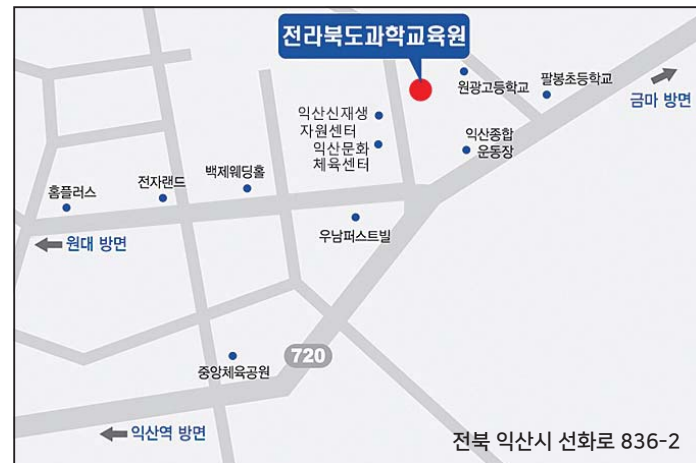 전라북도과학교육원
원광고등학교
팔봉초등학교
금마 방면
익산신재생
자원센터
익산문화
체육센터
익산종합
운동장
백제웨딩홀
전자랜드
홈플러스
원대 방면
우남퍼스트빌
720
중앙체육공원
익산역 방면
전북 익산시 선화로 836-2